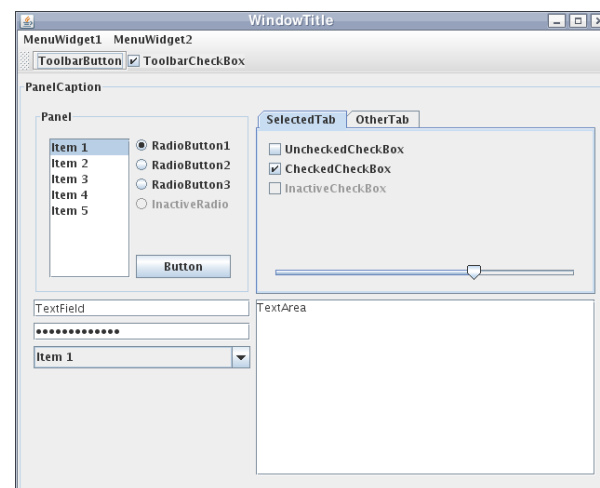 WindowTitle
MenuWidget1 MenuWidget2
ToolbarButton ToolbarCheckBox
PanelCaption
Panel
Item 1
Item 2
Item 3
Item 4
Item 5
RadioButton1
RadioButton2
RadioButton3
InactiveRadio
Button
SelectedTab OtherTab
UncheckedCheckBox
CheckedCheckBox
InactiveCheckBox
TextField
•••••••••••••
Item 1
TextArea